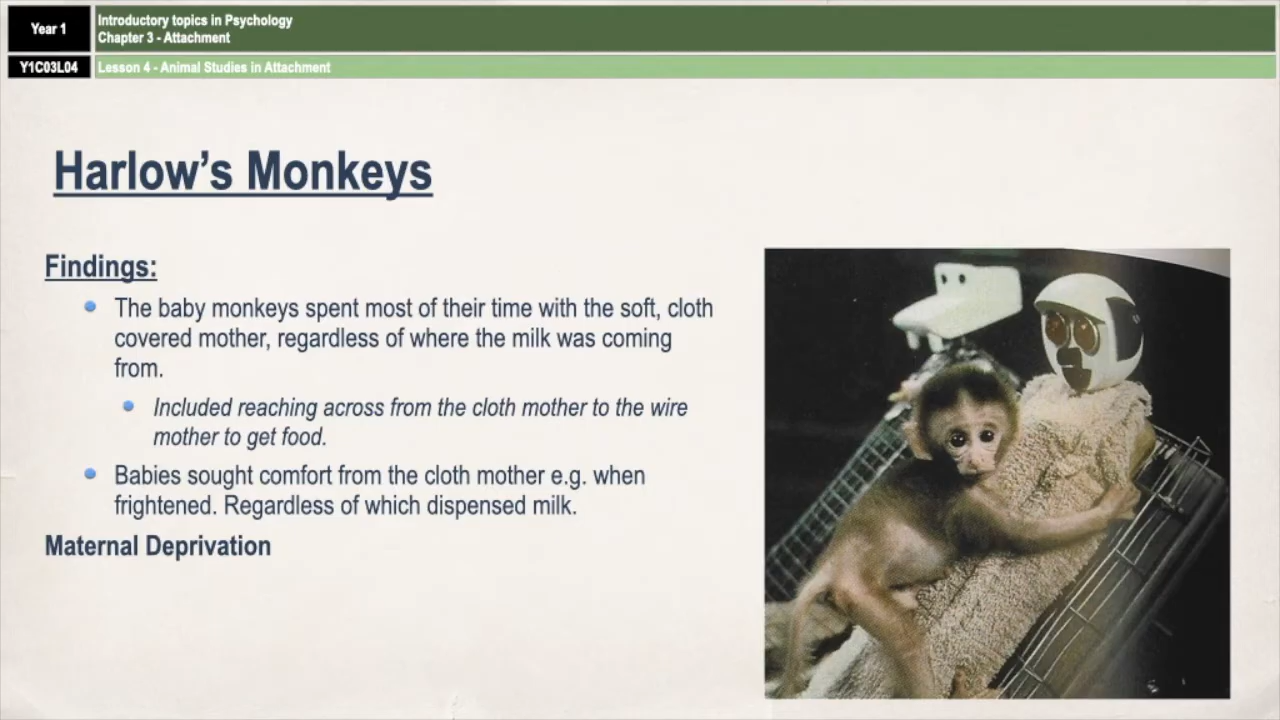 Year 1
Introductory topics in Psychology
Chapter 3 - Attachment
Y1C03L04
Lesson 4 - Animal Studies in Attachment
Harlow’s Monkeys
Findings:
The baby monkeys spent most of their time with the soft, cloth
covered mother, regardless of where the milk was coming
from.
Included reaching across from the cloth mother to the wire
mother to get food.
Babies sought comfort from the cloth mother e.g. when
frightened. Regardless of which dispensed milk.
Maternal Deprivation